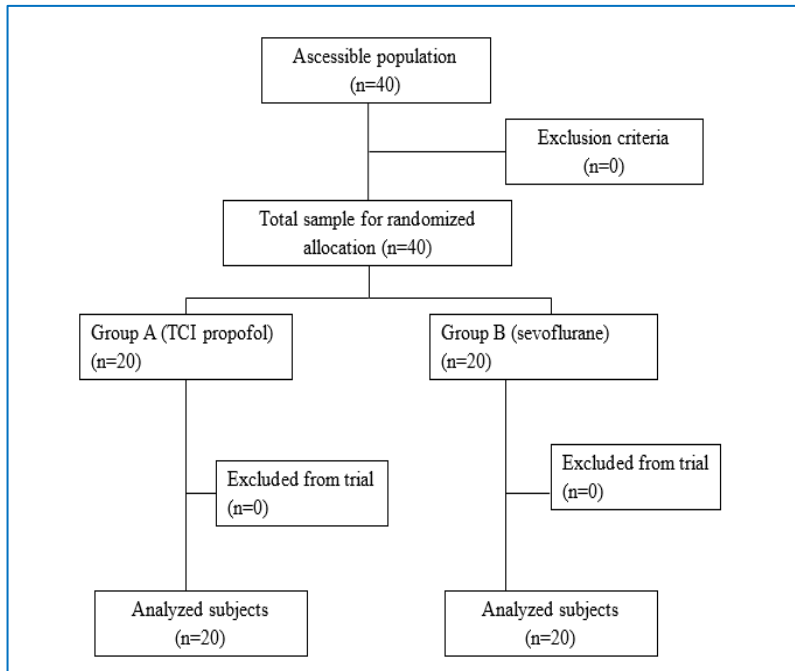 Ascessible population
(n=40)
Exclusion criteria
(n=0)
Total sample for randomized
allocation (n=40)
Group A (TCI propofol)
(n=20)
Group B (sevoflurane)
(n=20)
Excluded from trial
(n=0)
Excluded from trial
(n=0)
Analyzed subjects
(n=20)
Analyzed subjects
(n=20)